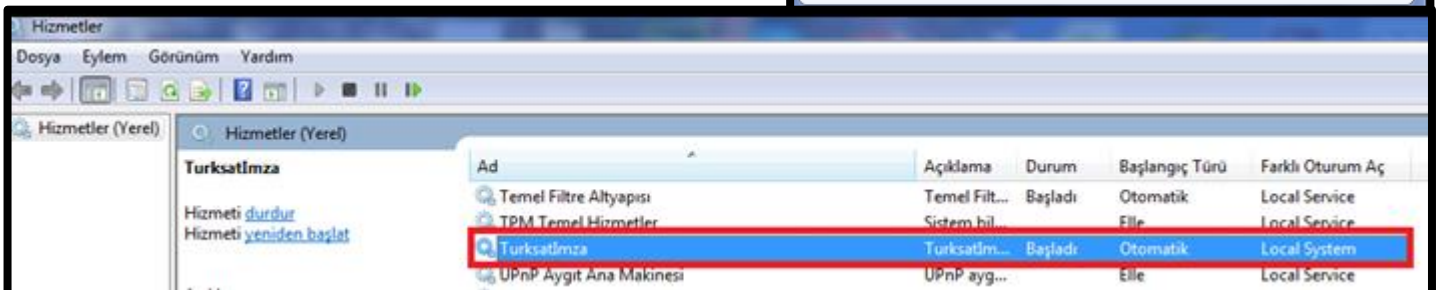 Hizmetler
Dosya Eylem Görünüm Yardım
Hizmetler (Yerel)
Hizmetler (Yerel)
TurksatImza
Hizmeti durdur
Hizmeti yeniden başlat
Ad Açıklama Durum Başlangıç Türü Farklı Oturum Aç
Temel Filtre Altyapısı Temel Filt... Başladı Otomatik Local Service
TPM Temel Hizmetler Sistem bil... Elle Local Service
TurksatImza TurksatIm... Başladı Otomatik Local System
UPnP Aygıt Ana Makinesi UPnP ayg... Elle Local Service